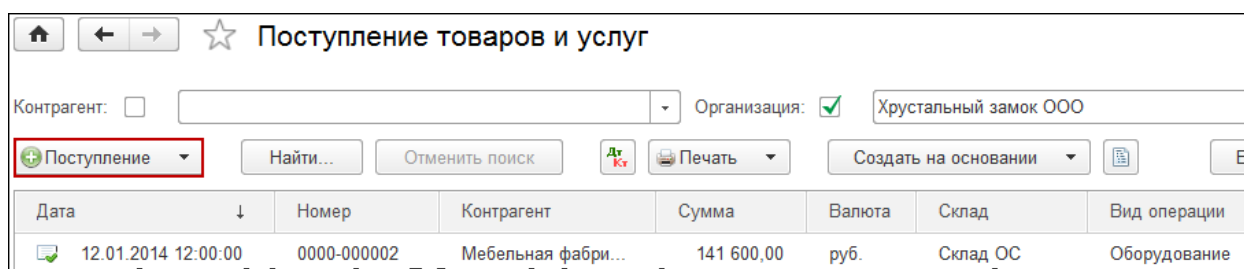 Поступление товаров и услуг
Контрагент: Организация: Хрустальный замок ООО
Поступление Найти... Отменить поиск Дт Кт Печать Создать на основании
Дата ↓ Номер Контрагент Сумма Валюта Склад Вид операции
12.01.2014 12:00:00 0000-000002 Мебельная фабри... 141 600,00 руб. Склад ОС Оборудование